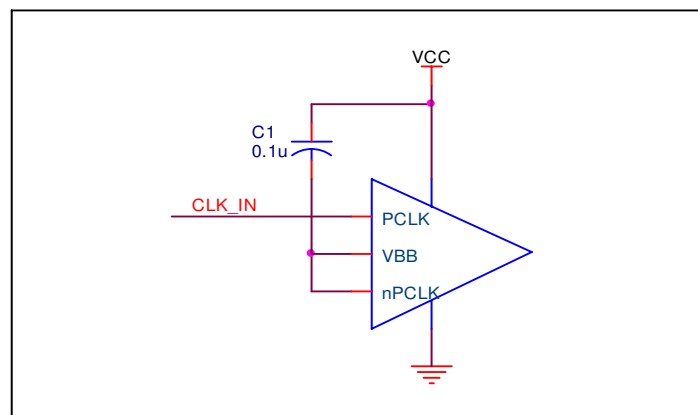 VCC
C1
0.1u
CLK_IN
PCLK
VBB
nPCLK